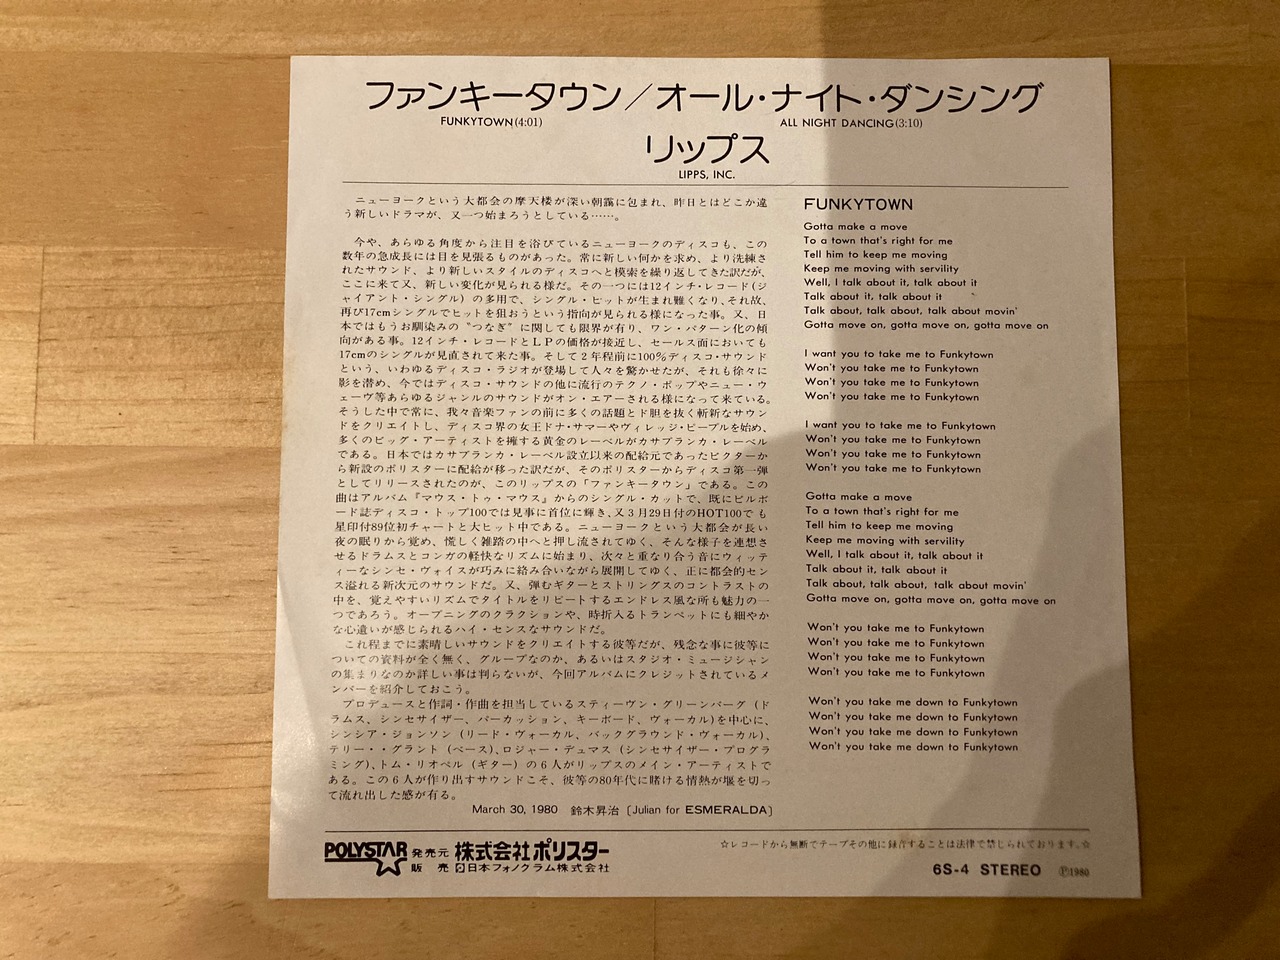 ファンキータウン／オール・ナイト・ダンシング
FUNKYTOWN(4:01) ALL NIGHT DANCING(3:10)
リップス
LIPPS, INC.
ニューヨークという大都会の摩天楼が深い朝靄に包まれ、昨日とはどこか違
う新しいドラマが、又一つ始まろうとしている……。
今や、あらゆる角度から注目を浴びているニューヨークのディスコも、この
数年の急成長には目を見張るものがあった。常に新しい何かを求め、より洗練さ
れたサウンド、より新しいスタイルのディスコへと模索を繰り返してきた訳だが、
ここに来て又、新しい変化が見られる様だ。その一つには12インチ・レコード(ジ
ャイアント・シングル) の多用で、シングル・ヒットが生まれ難くなり、それ故、
再び17cmシングルでヒットを狙おうという指向が見られる様になった事。又、日
本ではもうお馴染みの〝つなぎ〟に関しても限界が有り、ワン・パターン化の傾
向がある事。12インチ・レコードとＬＰの価格が接近し、セールス面においても
17cmのシングルが見直されて来た事。そして２年程前に100％ディスコ・サウンド
という、いわゆるディスコ・ラジオが登場して人々を驚かせたが、それも徐々に
影を潜め、今ではディスコ・サウンドの他に流行のテクノ・ポップやニュー・ウ
ェーヴ等あらゆるジャンルのサウンドがオン・エアーされる様になって来ている。
そうした中で常に、我々音楽ファンの前に多くの話題とド胆を抜く斬新なサウン
ドをクリエイトし、ディスコ界の女王ドナ・サマーやヴィレッジ・ピープルを始め、
多くのビッグ・アーティストを擁する黄金のレーベルがカサブランカ・レーベル
である。日本ではカサブランカ・レーベル設立以来の配給元であったビクターか
ら新設のポリスターに配給が移った訳だが、そのポリスターからディスコ第一弾
としてリリースされたのが、このリップスの「ファンキータウン」である。この
曲はアルバム『マウス・トゥ・マウス』からのシングル・カットで、既にビルボ
ード誌ディスコ・トップ100では見事に首位に輝き、又３月29日付のHOT100でも
星印付89位初チャートと大ヒット中である。ニューヨークという大都会が長い
夜の眠りから覚め、慌しく雑踏の中へと押し流されてゆく、そんな様子を連想さ
せるドラムスとコンガの軽快なリズムに始まり、次々と重なり合う音にウィッテ
ィーなシンセ・ヴォイスが巧みに絡み合いながら展開してゆく、正に都会的セン
ス溢れる新次元のサウンドだ。又、弾むギターとストリングスのコントラストの
中を、覚えやすいリズムでタイトルをリピートするエンドレス風な所も魅力の一
つであろう。オープニングのクラクションや、時折入るトランペットにも細やか
な心遣いが感じられるハイ・センスなサウンドだ。
これ程までに素晴しいサウンドをクリエイトする彼等だが、残念な事に彼等に
ついての資料が全く無く、グループなのか、あるいはスタジオ・ミュージシャン
の集まりなのか詳しい事は判らないが、今回アルバムにクレジットされているメ
ンバーを紹介しておこう。
プロデュースと作詞・作曲を担当しているスティーヴン・グリーンバーグ (ド
ラムス、シンセサイザー、パーカッション、キーボード、ヴォーカル)を中心に、
シンシア・ジョンソン (リード・ヴォーカル、バックグラウンド・ヴォーカル)、
テリー・・グラント (ベース)、ロジャー・デュマス (シンセサイザー・プログラ
ミング)、トム・リオペル (ギター) の６人がリップスのメイン・アーティストで
ある。この６人が作り出すサウンドこそ、彼等の80年代に賭ける情熱が堰を切っ
て流れ出した感が有る。
March 30, 1980 鈴木昇治〔Julian for ESMERALDA〕
FUNKYTOWN
Gotta make a move
To a town that's right for me
Tell him to keep me moving
Keep me moving with servility
Well, I talk about it, talk about it
Talk about it, talk about it
Talk about, talk about, talk about movin'
Gotta move on, gotta move on, gotta move on
I want you to take me to Funkytown
Won't you take me to Funkytown
Won't you take me to Funkytown
Won't you take me to Funkytown
I want you to take me to Funkytown
Won't you take me to Funkytown
Won't you take me to Funkytown
Won't you take me to Funkytown
Gotta make a move
To a town that's right for me
Tell him to keep me moving
Keep me moving with servility
Well, I talk about it, talk about it
Talk about it, talk about it
Talk about, talk about, talk about movin'
Gotta move on, gotta move on, gotta move on
Won't you take me to Funkytown
Won't you take me to Funkytown
Won't you take me to Funkytown
Won't you take me to Funkytown
Won't you take me down to Funkytown
Won't you take me down to Funkytown
Won't you take me down to Funkytown
Won't you take me down to Funkytown
POLYSTAR 発売元 株式会社ポリスター
販 売 日本フォノグラム株式会社
☆レコードから無断でテープその他に録音することは法律で禁じられております。☆
6S-4 STEREO Ⓟ1980